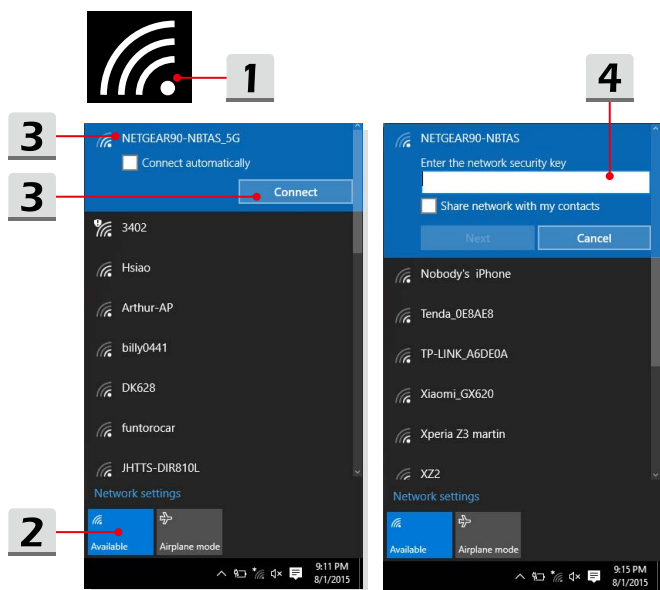 1
3
NETGEAR90-NBTAS_5G
Connect automatically
3
Connect
3402
Hsiao
Arthur-AP
billy0441
DK628
funtorocar
JHTTS-DIR810L
Network settings
2
Available
Airplane mode
9:11 PM
8/1/2015
4
NETGEAR90-NBTAS
Enter the network security key
Share network with my contacts
Next
Cancel
Nobody's iPhone
Tenda_0E8AE8
TP-LINK_A6DE0A
Xiaomi_GX620
Xperia Z3 martin
XZ2
Network settings
Available
Airplane mode
9:15 PM
8/1/2015